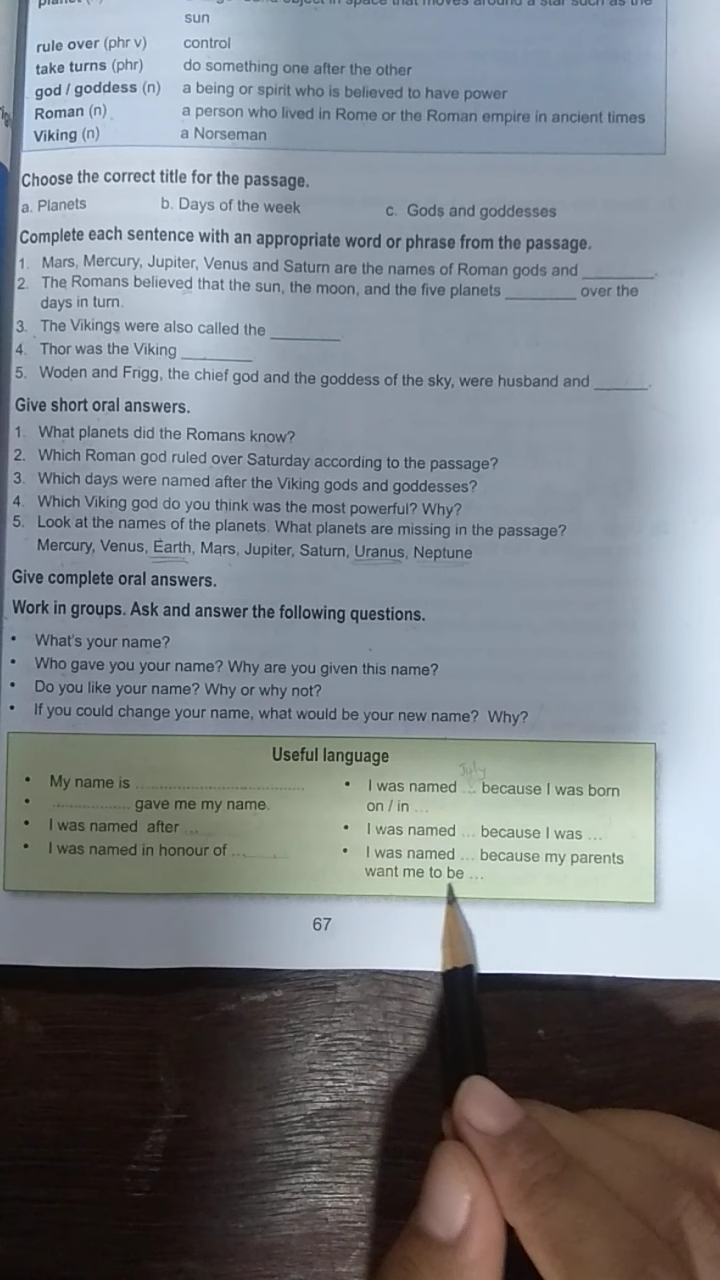 sun
rule over (phr v) control
take turns (phr) do something one after the other
god / goddess (n) a being or spirit who is believed to have power
Roman (n) a person who lived in Rome or the Roman empire in ancient times
Viking (n) a Norseman
Choose the correct title for the passage.
a. Planets b. Days of the week c. Gods and goddesses
Complete each sentence with an appropriate word or phrase from the passage.
1. Mars, Mercury, Jupiter, Venus and Saturn are the names of Roman gods and ________.
2. The Romans believed that the sun, the moon, and the five planets ________ over the
days in turn.
3. The Vikings were also called the ________
4. Thor was the Viking ________
5. Woden and Frigg, the chief god and the goddess of the sky, were husband and ______.
Give short oral answers.
1. What planets did the Romans know?
2. Which Roman god ruled over Saturday according to the passage?
3. Which days were named after the Viking gods and goddesses?
4. Which Viking god do you think was the most powerful? Why?
5. Look at the names of the planets. What planets are missing in the passage?
Mercury, Venus, Earth, Mars, Jupiter, Saturn, Uranus, Neptune
Give complete oral answers.
Work in groups. Ask and answer the following questions.
• What's your name?
• Who gave you your name? Why are you given this name?
• Do you like your name? Why or why not?
• If you could change your name, what would be your new name? Why?
Useful language
• My name is ....................................
• ................ gave me my name.
• I was named after ...
• I was named in honour of ...
July
• I was named ... because I was born
on / in ...
• I was named ... because I was ...
• I was named ... because my parents
want me to be ...
67